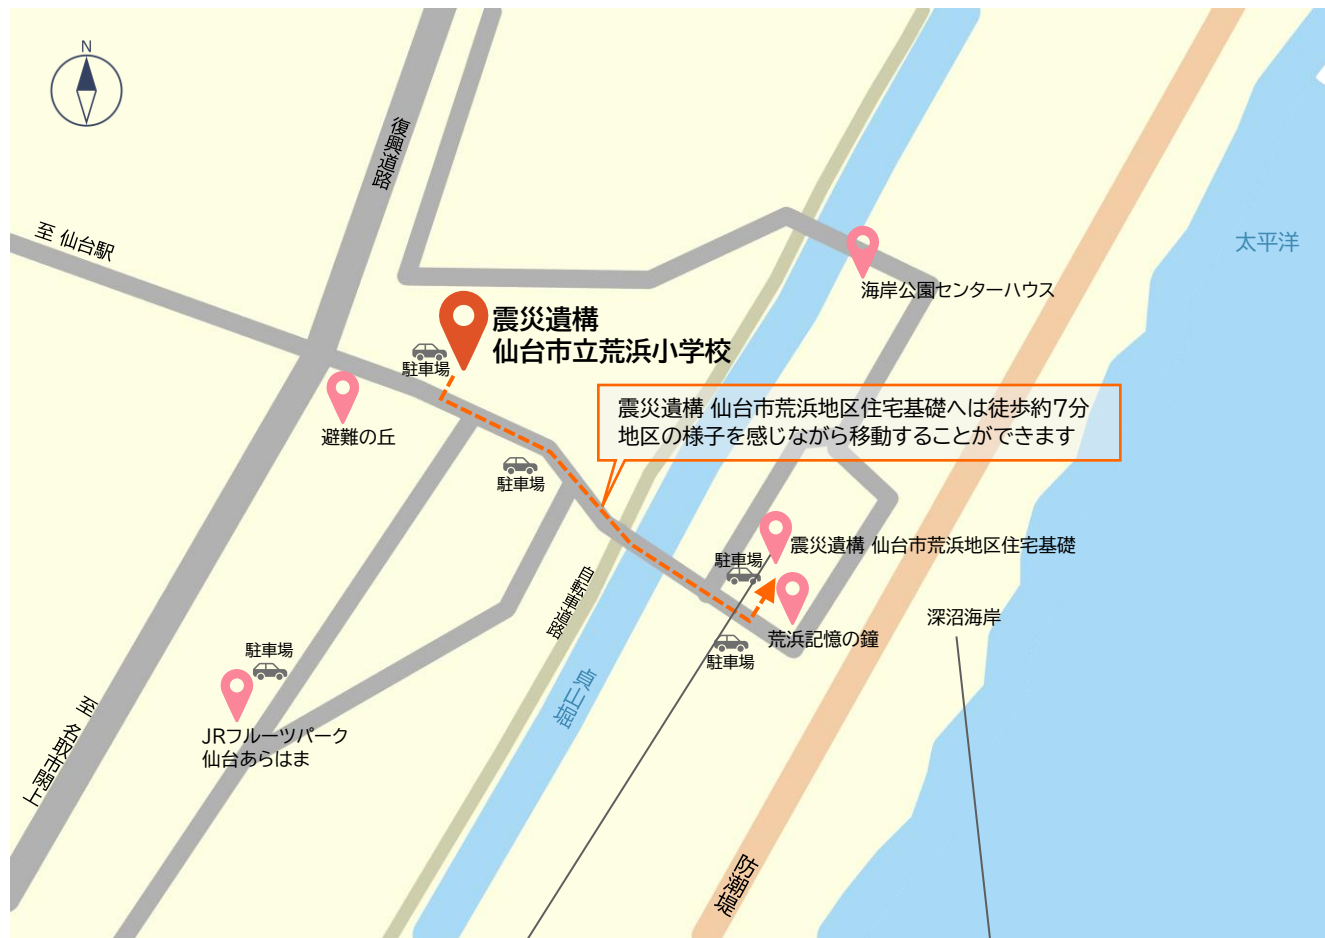 N
復興道路
至 仙台駅
太平洋
海岸公園センターハウス
震災遺構
仙台市立荒浜小学校
駐車場
避難の丘
震災遺構 仙台市荒浜地区住宅基礎へは徒歩約7分
地区の様子を感じながら移動することができます
駐車場
震災遺構 仙台市荒浜地区住宅基礎
駐車場
自転車道路
深沼海岸
荒浜記憶の鐘
駐車場
駐車場
貞山堀
JRフルーツパーク
仙台あらはま
至 名取市閖上
防潮堤